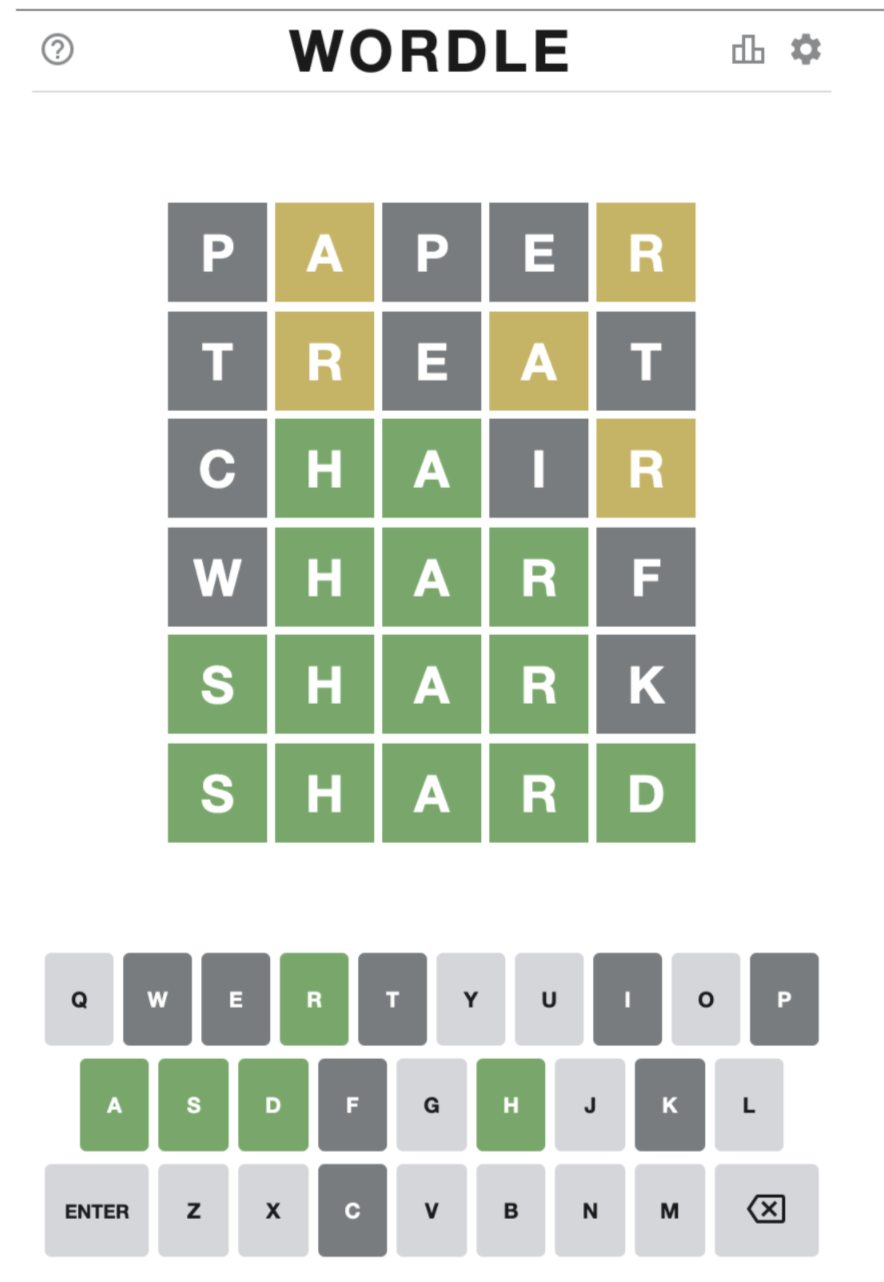 ?
WORDLE
P A P E R
T R E A T
C H A I R
W H A R F
S H A R K
S H A R D
Q W E R T Y U I O P
A S D F G H J K L
ENTER Z X C V B N M